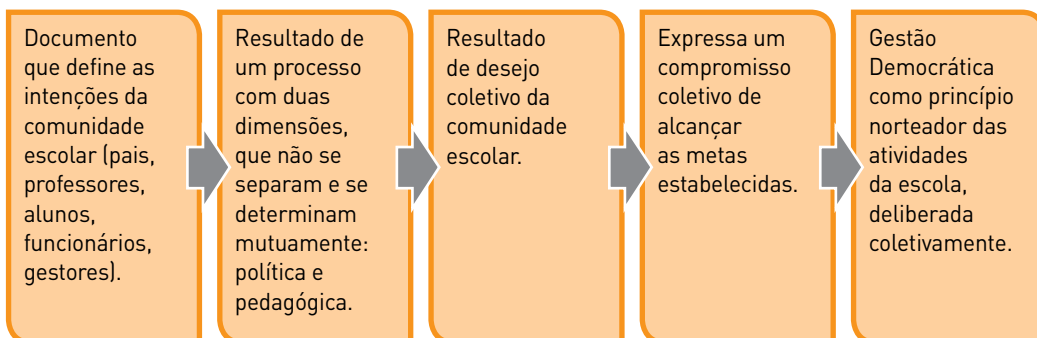 Documento
que define as
intenções da
comunidade
escolar (pais,
professores,
alunos,
funcionários,
gestores).
Resultado de
um processo
com duas
dimensões,
que não se
separam e se
determinam
mutuamente:
política e
pedagógica.
Resultado
de desejo
coletivo da
comunidade
escolar.
Expressa um
compromisso
coletivo de
alcançar
as metas
estabelecidas.
Gestão
Democrática
como princípio
norteador das
atividades
da escola,
deliberada
coletivamente.